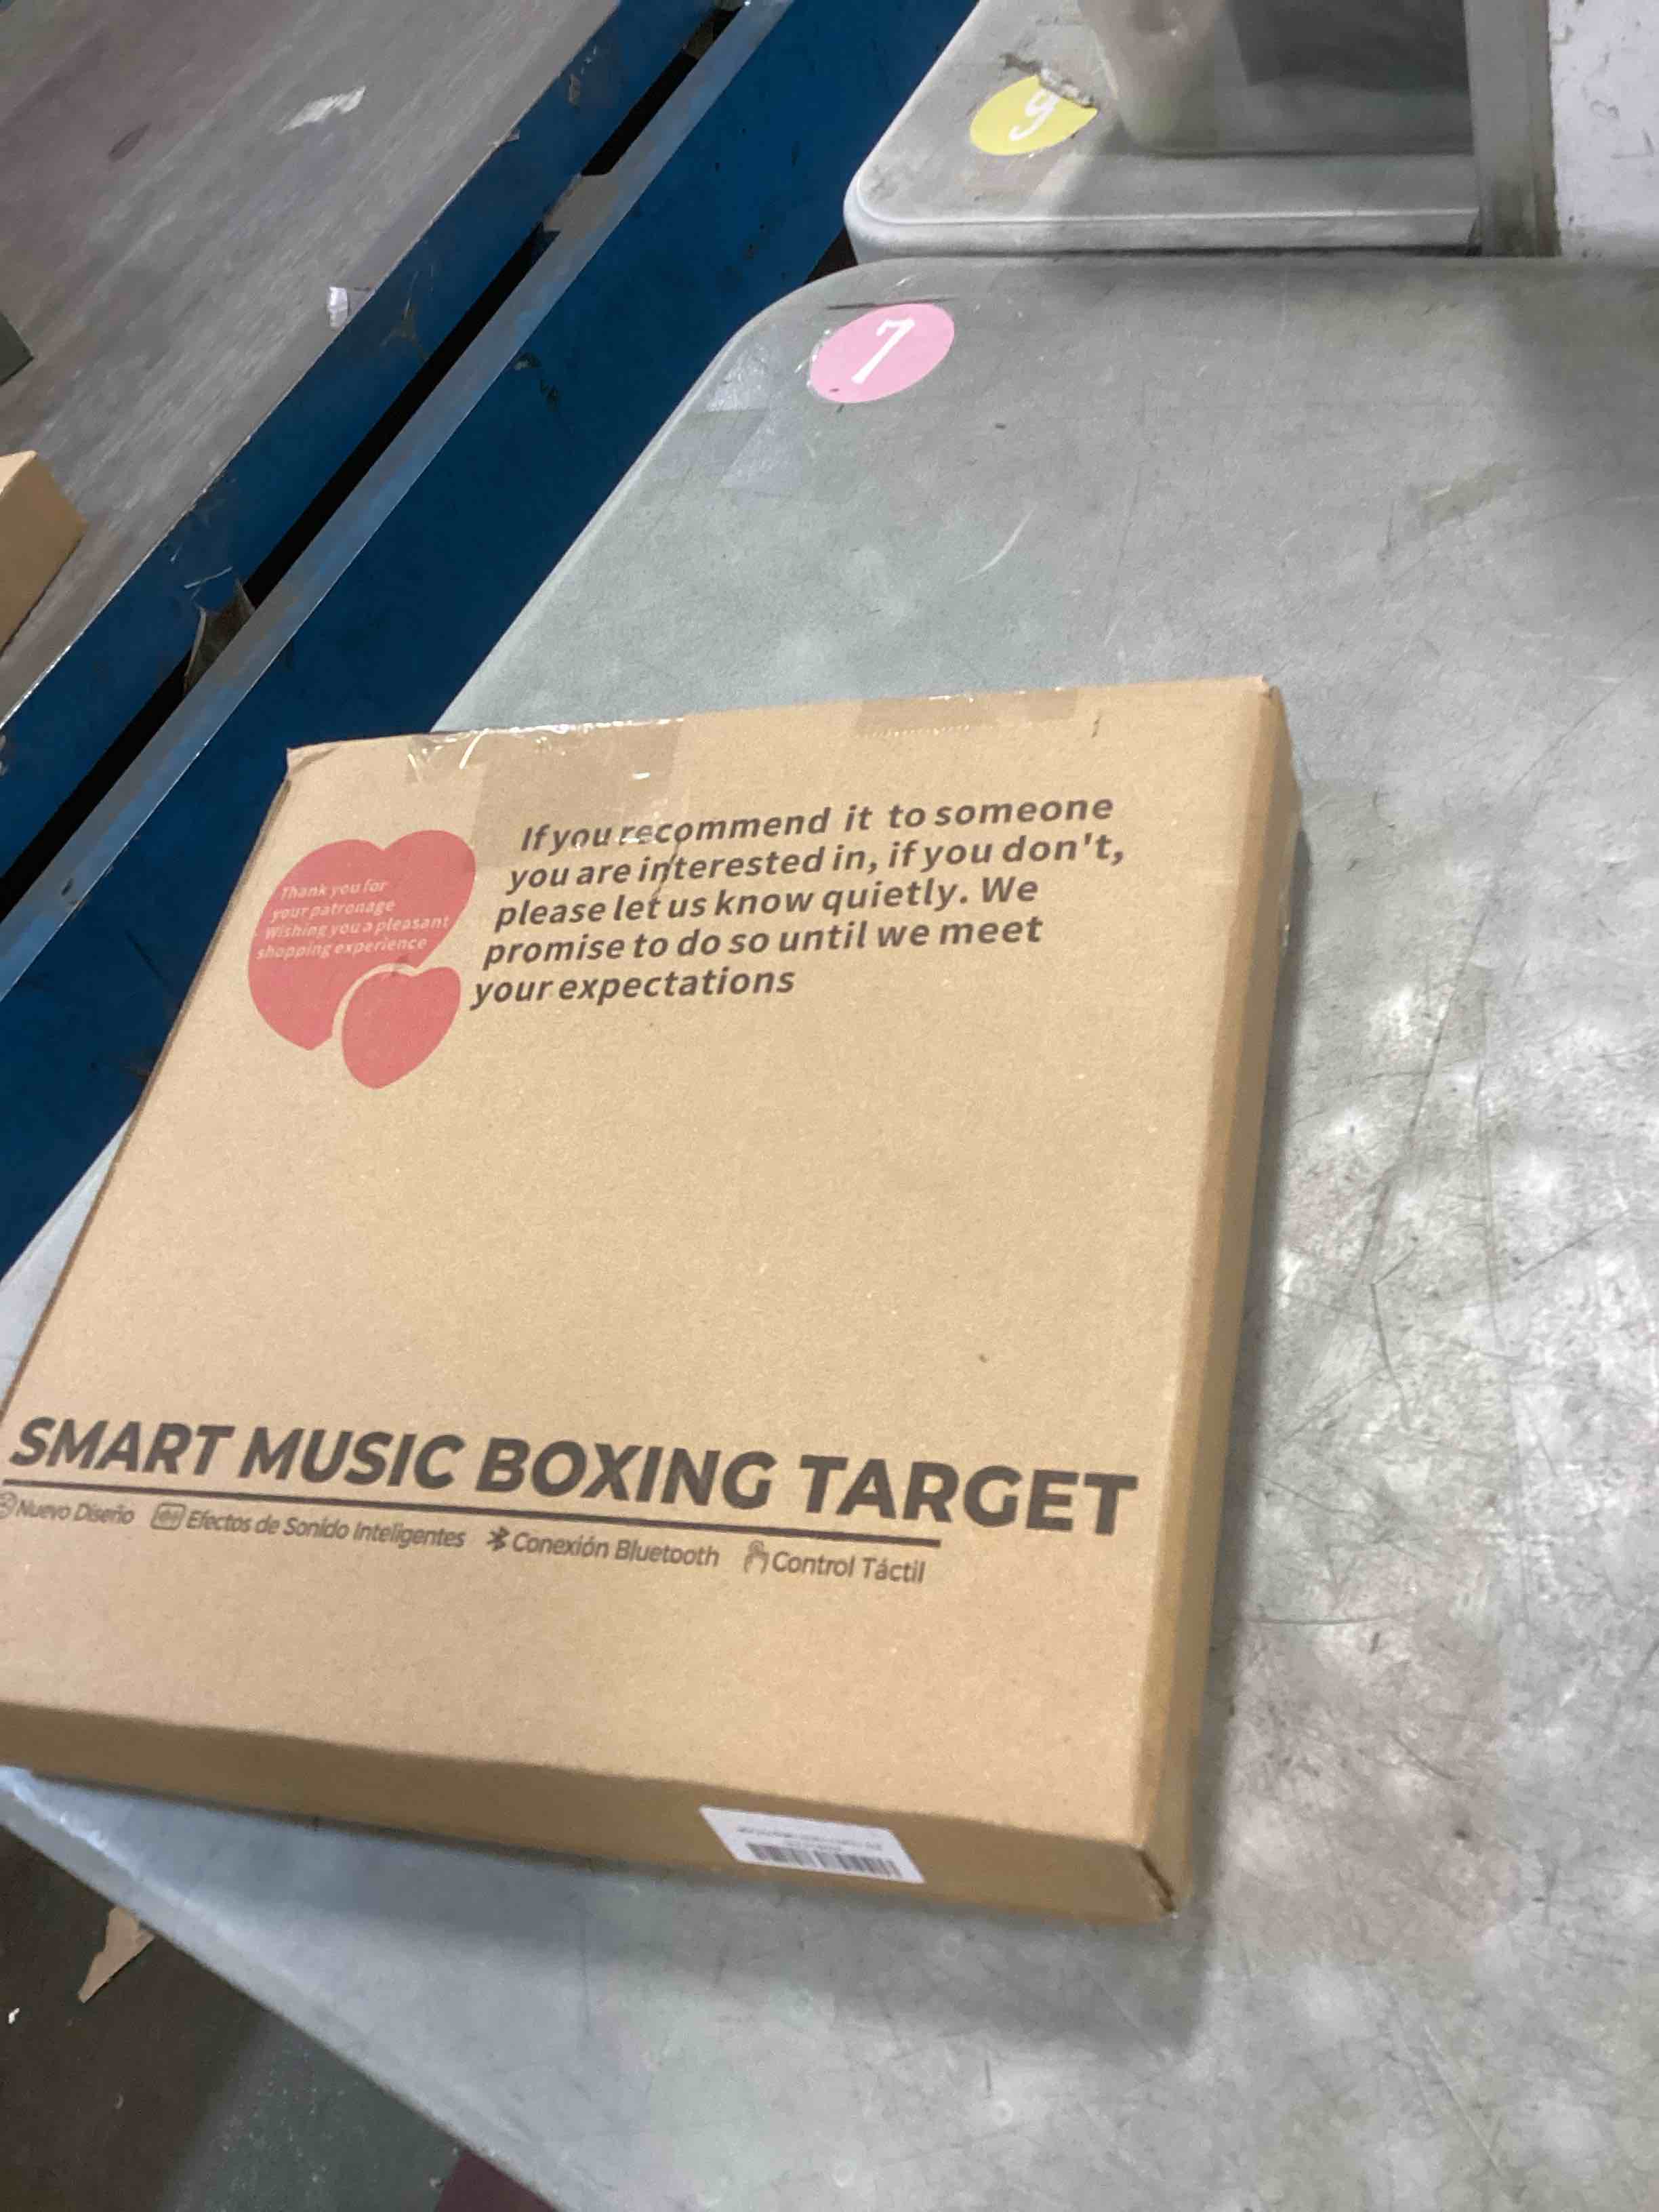 9
7
If you recommend it to someone
you are interested in, if you don't,
please let us know quietly. We
promise to do so until we meet
your expectations
Thank you for
your patronage
Wishing you a pleasant
shopping experience
SMART MUSIC BOXING TARGET
Nuevo Diseño Efectos de Sonido Inteligentes Conexión Bluetooth Control Táctil